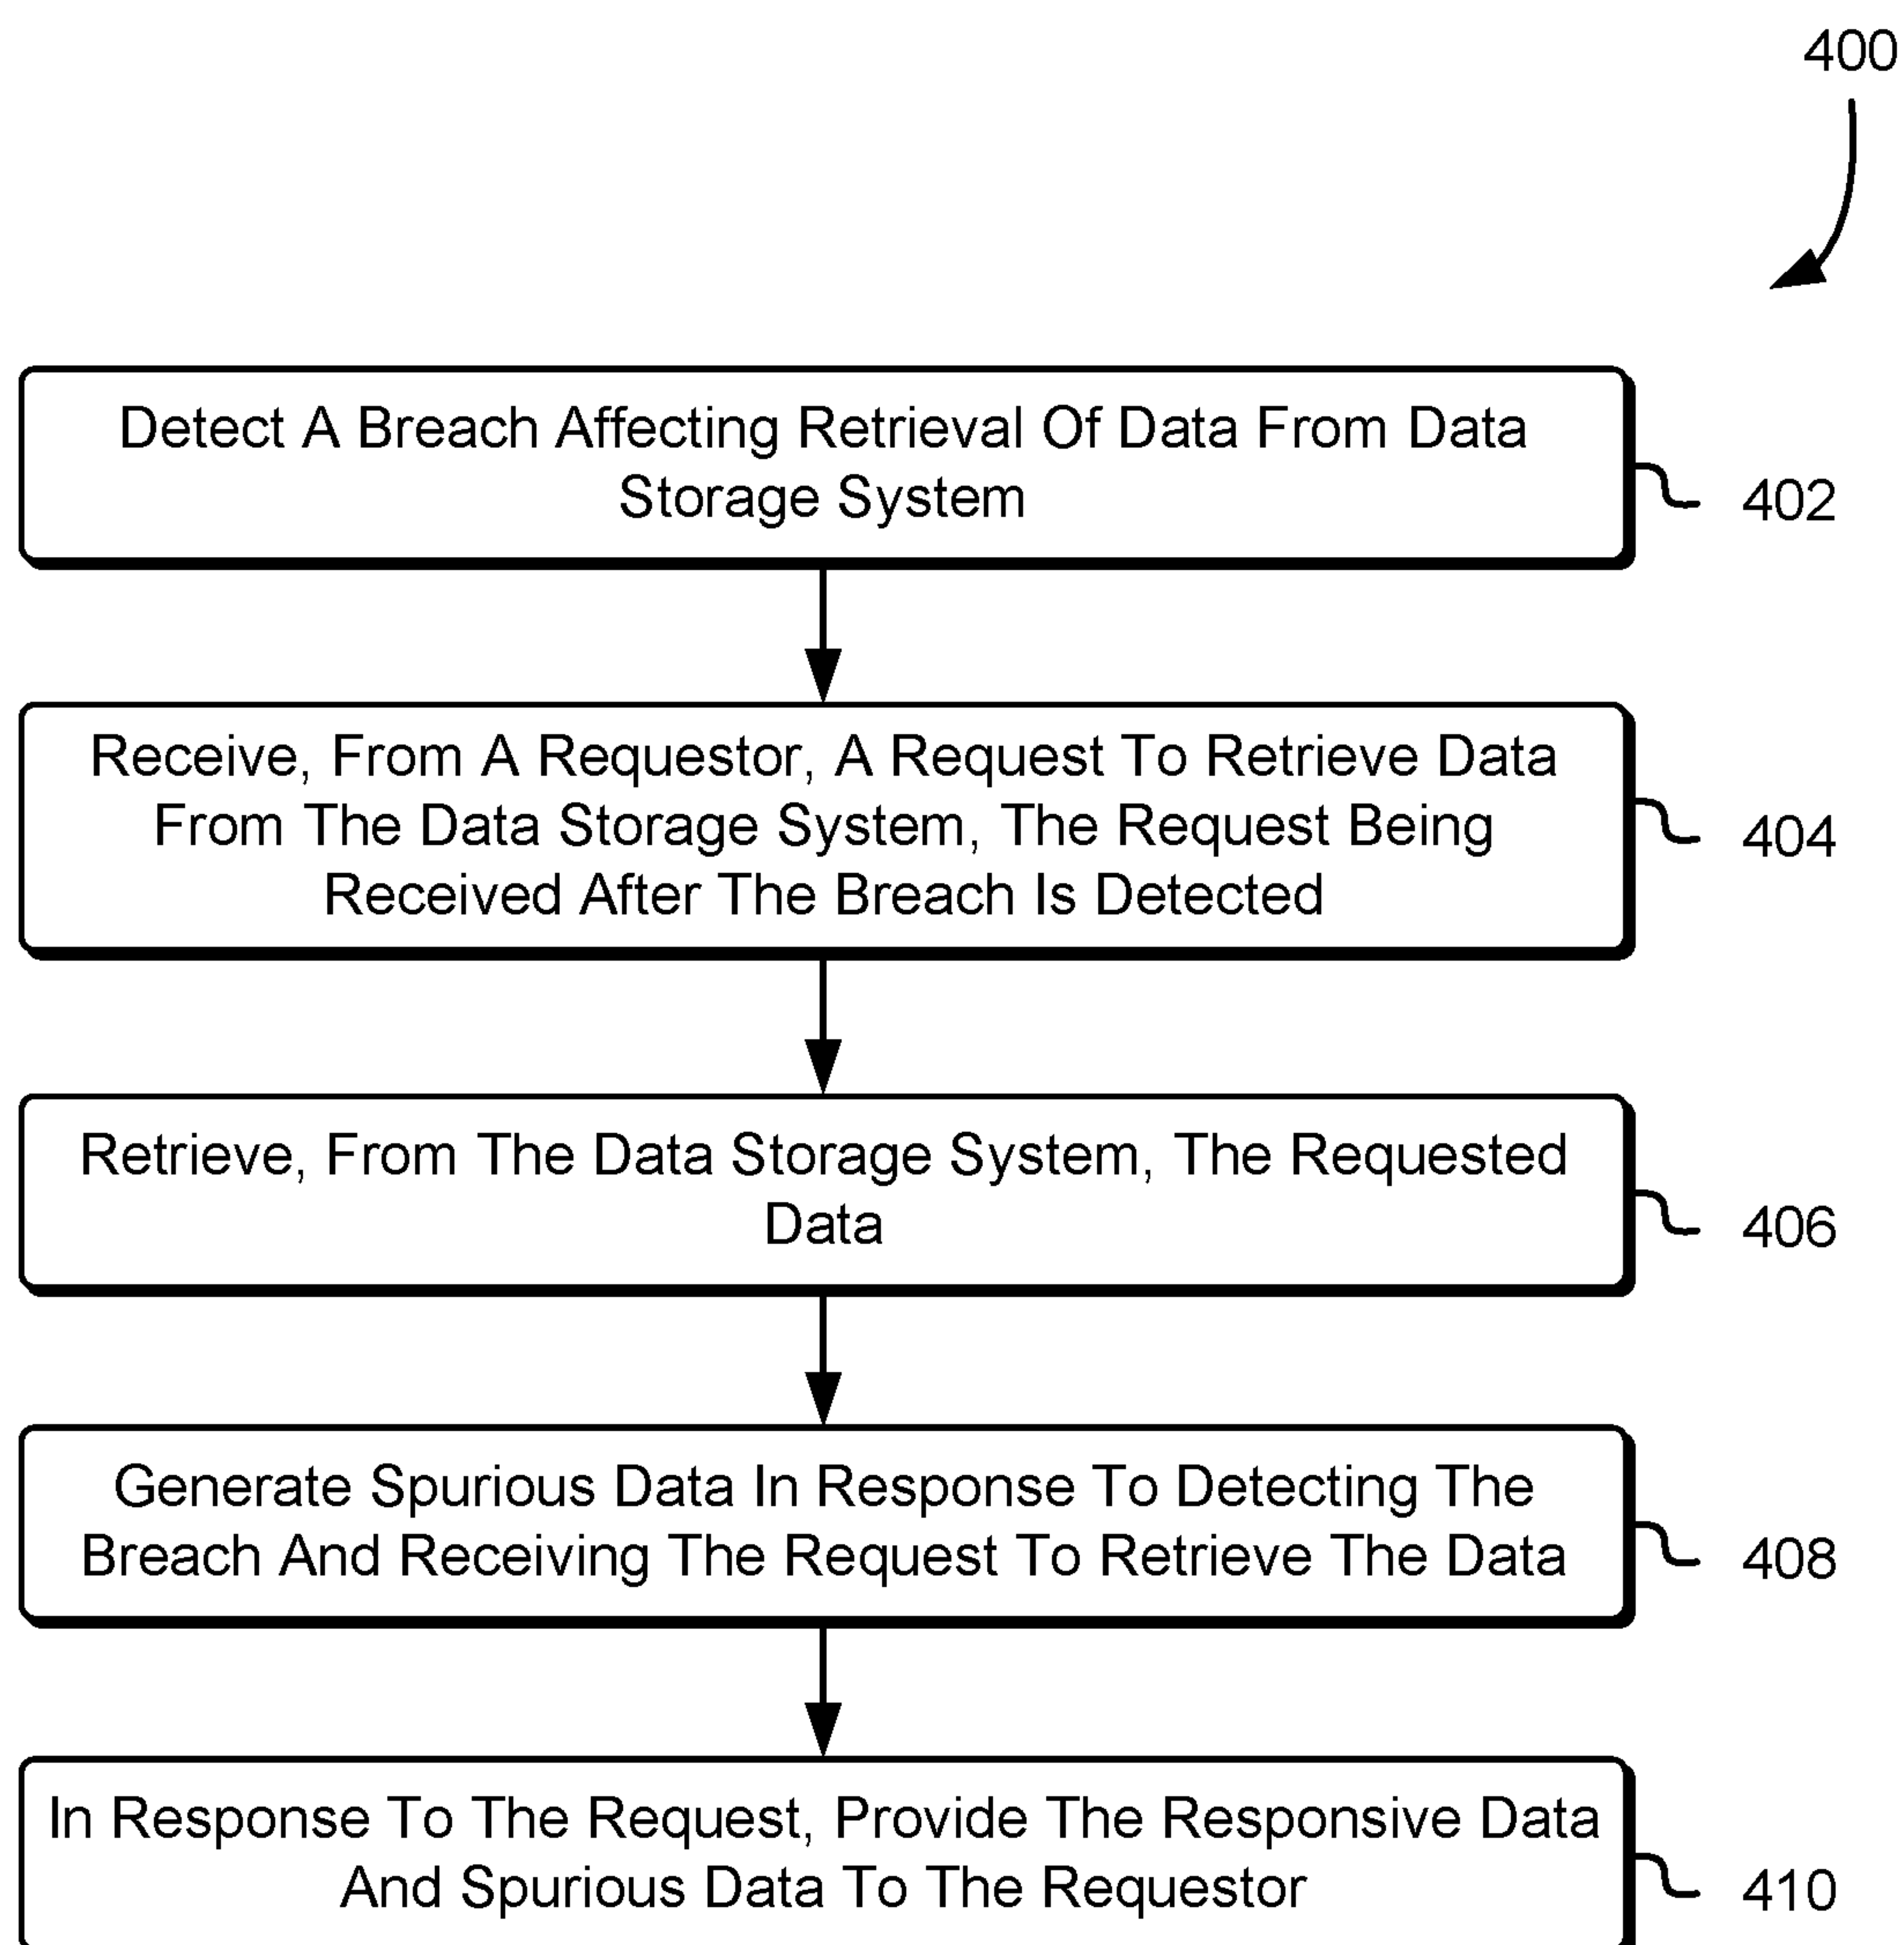 400
Detect A Breach Affecting Retrieval Of Data From Data
Storage System
402
Receive, From A Requestor, A Request To Retrieve Data
From The Data Storage System, The Request Being
Received After The Breach Is Detected
404
Retrieve, From The Data Storage System, The Requested
Data
406
Generate Spurious Data In Response To Detecting The
Breach And Receiving The Request To Retrieve The Data
408
In Response To The Request, Provide The Responsive Data
And Spurious Data To The Requestor
410